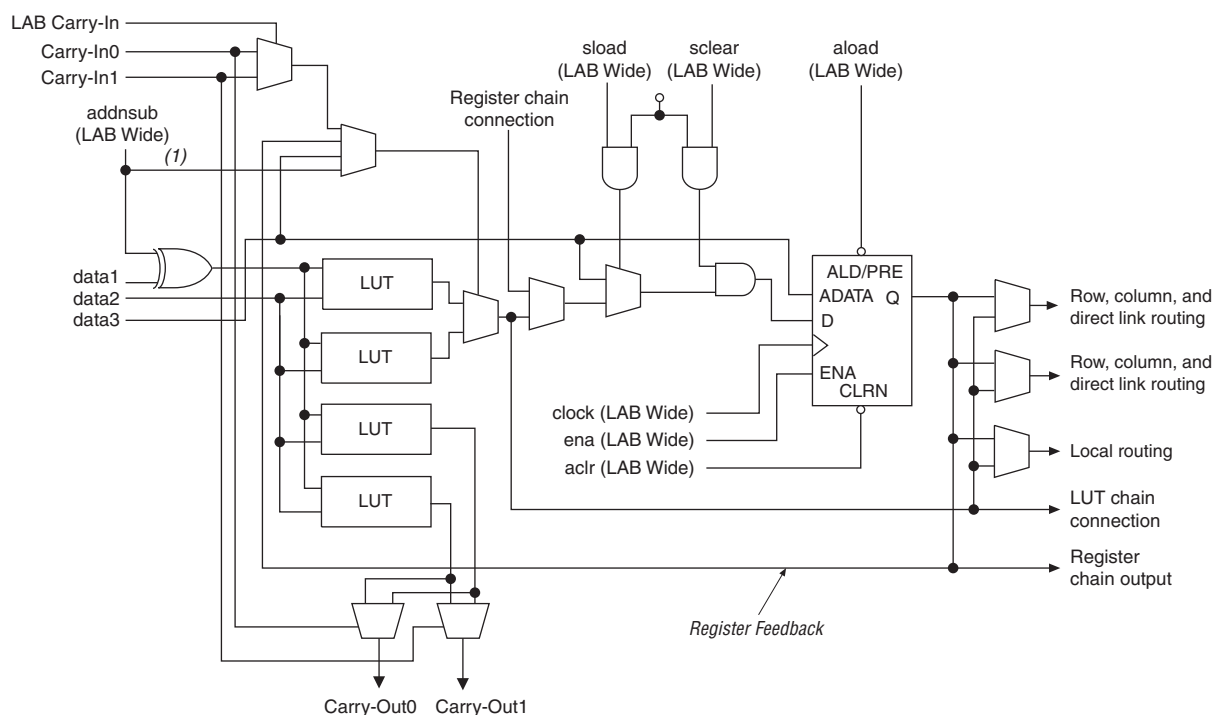 LAB Carry-In
Carry-In0
Carry-In1
addnsub
(LAB Wide)
(1)
Register chain
connection
sload
(LAB Wide)
sclear
(LAB Wide)
aload
(LAB Wide)
data1
data2
data3
LUT
LUT
LUT
LUT
ALD/PRE
ADATA
Q
D
ENA
CLRN
clock (LAB Wide)
ena (LAB Wide)
aclr (LAB Wide)
Row, column, and
direct link routing
Row, column, and
direct link routing
Local routing
LUT chain
connection
Register
chain output
Register Feedback
Carry-Out0
Carry-Out1